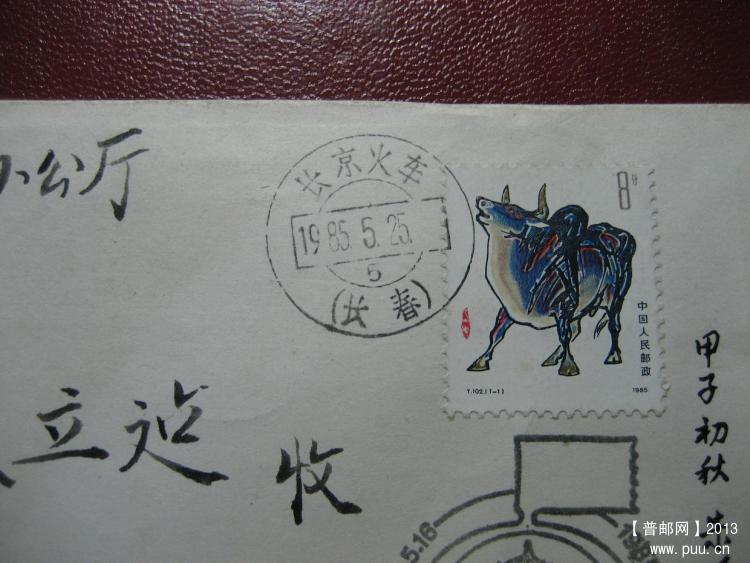 办公厅
长京火车
1985.5.25.
5
(长春)
8分
中国人民邮政
T.102.(1-1)
1985
甲子初秋
立
收
5.16
198
【普邮网】2013
www.puu.cn